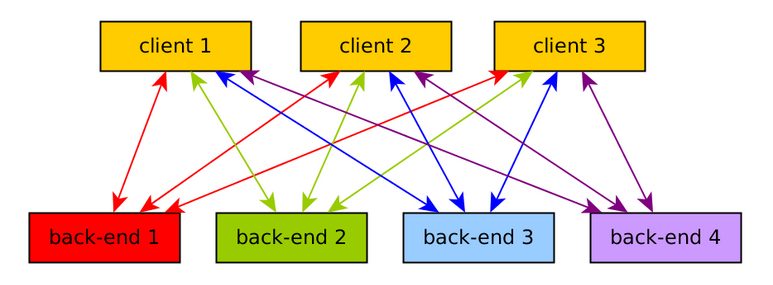 client 1
client 2
client 3
back-end 1
back-end 2
back-end 3
back-end 4